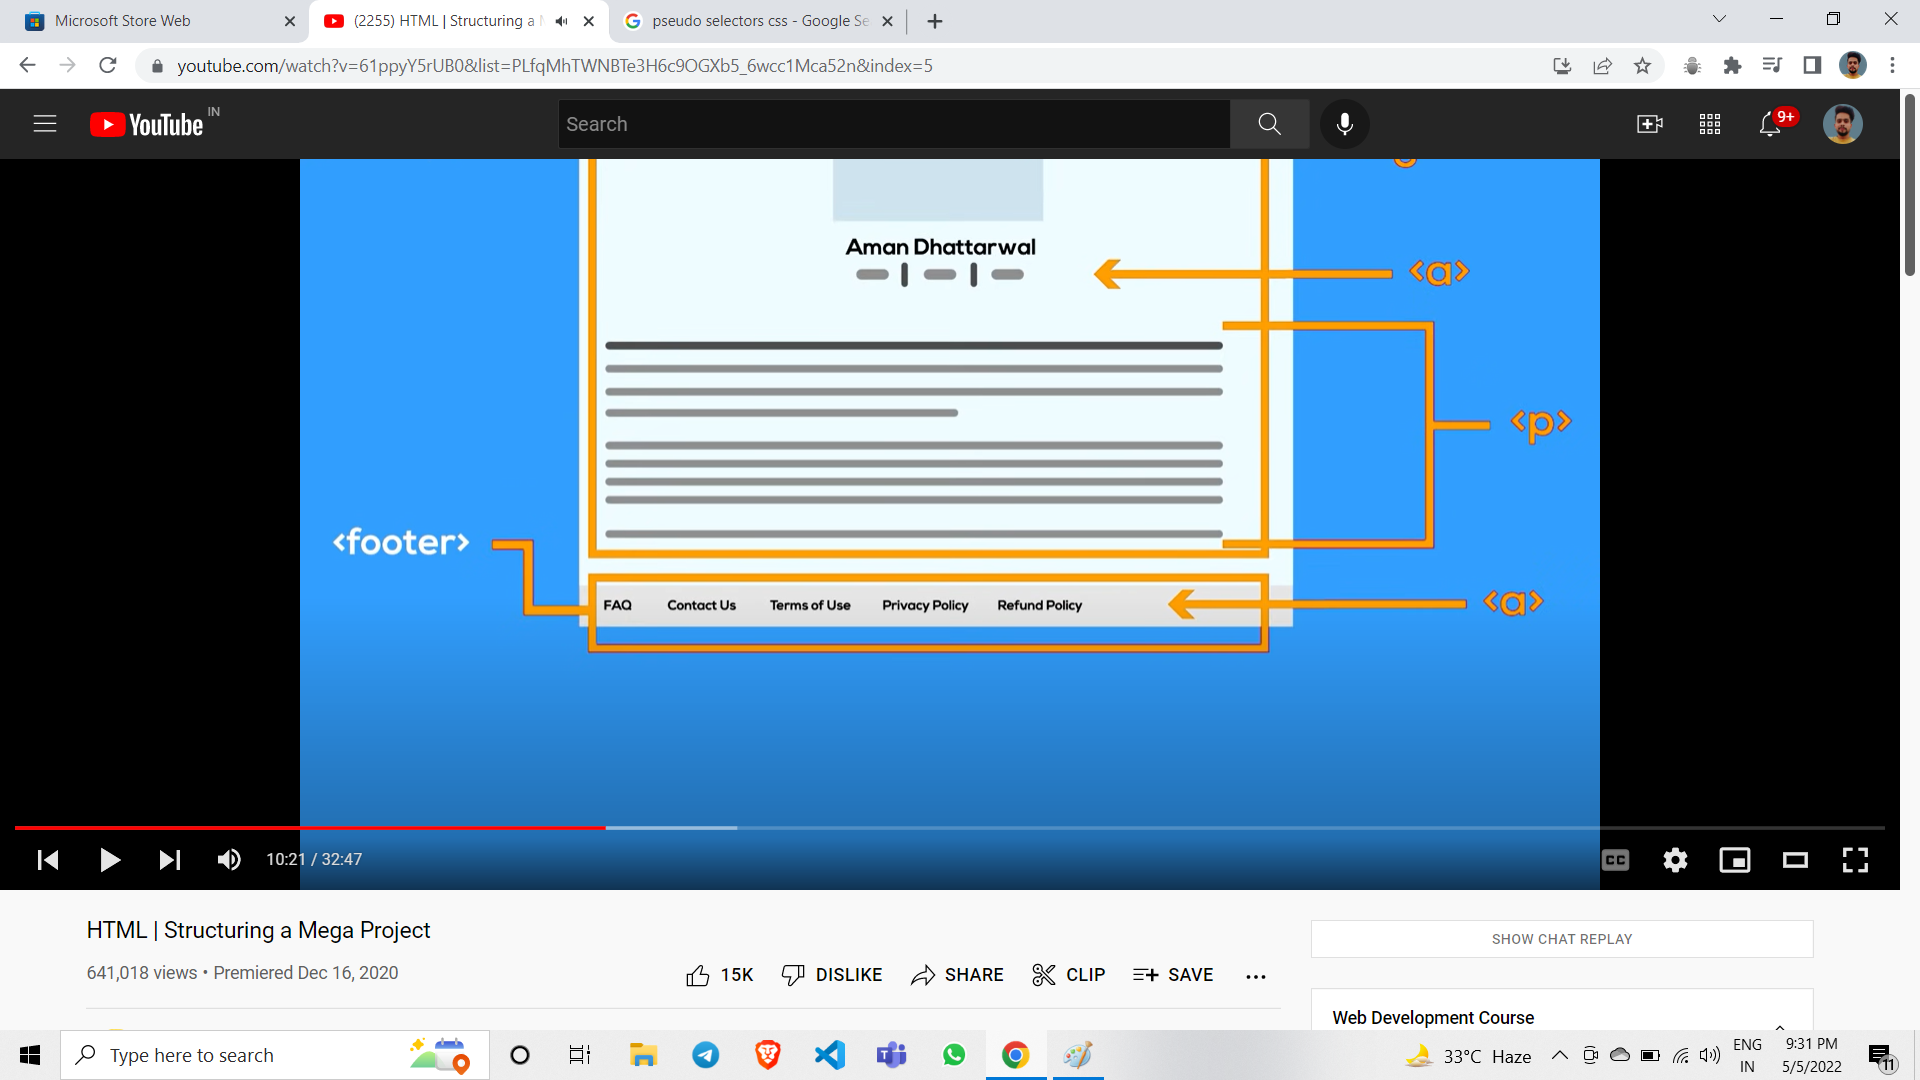 Microsoft Store Web
(2255) HTML | Structuring a M
pseudo selectors css - Google Se
youtube.com/watch?v=61ppyY5rUB0&list=PLfqMhTWNBTe3H6c9OGXb5_6wcc1Mca52n&index=5
YouTube IN
Search
9+
Aman Dhattarwal
<a>
<p>
<footer>
FAQ Contact Us Terms of Use Privacy Policy Refund Policy
<a>
10:21 / 32:47
CC
HTML | Structuring a Mega Project
641,018 views • Premiered Dec 16, 2020
15K DISLIKE SHARE CLIP SAVE
SHOW CHAT REPLAY
Web Development Course
Type here to search
33°C Haze
ENG
IN
9:31 PM
5/5/2022
11